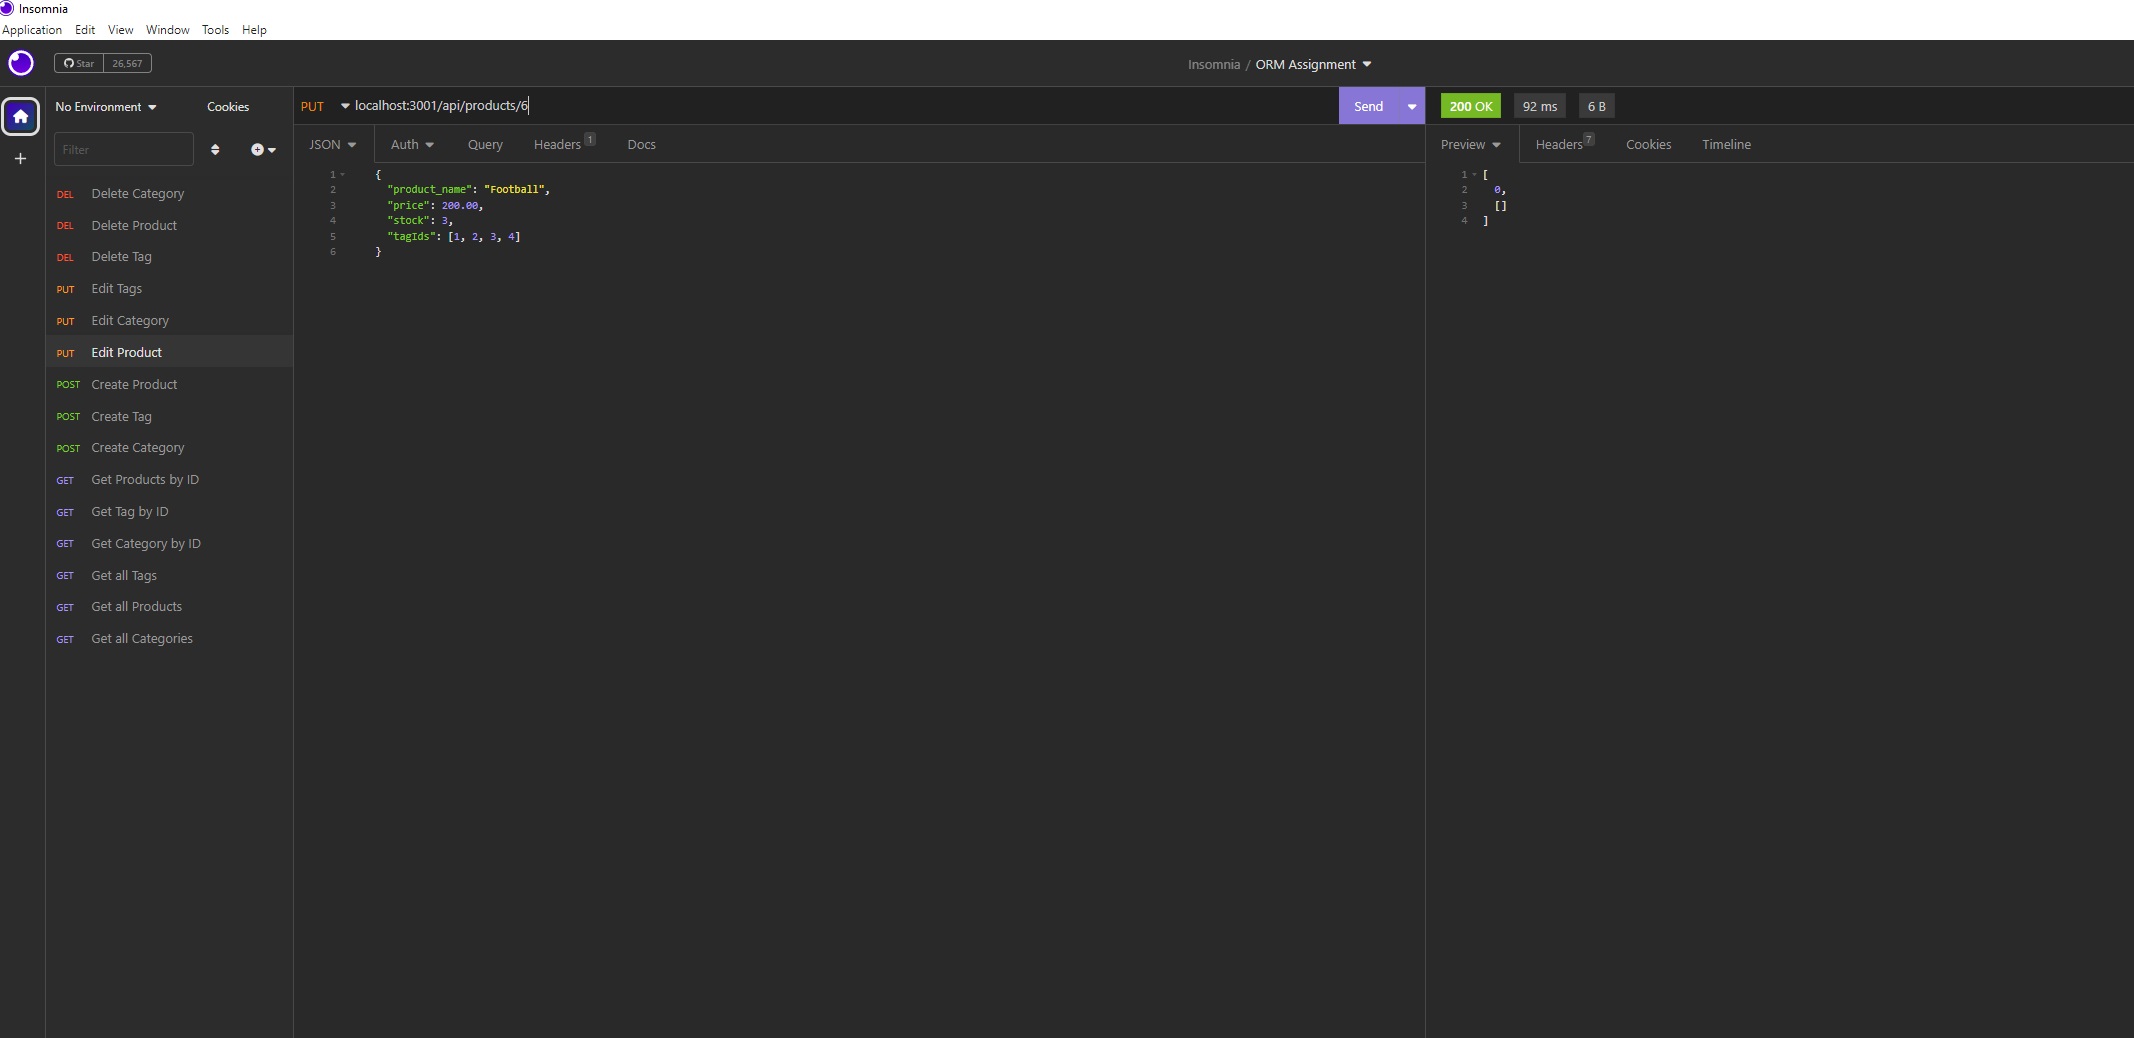 Insomnia
Application Edit View Window Tools Help
Star 26,567
Insomnia / ORM Assignment
No Environment Cookies
Filter
DEL Delete Category
DEL Delete Product
DEL Delete Tag
PUT Edit Tags
PUT Edit Category
PUT Edit Product
POST Create Product
POST Create Tag
POST Create Category
GET Get Products by ID
GET Get Tag by ID
GET Get Category by ID
GET Get all Tags
GET Get all Products
GET Get all Categories
PUT localhost:3001/api/products/6 Send
JSON Auth Query Headers 1 Docs
1 {
2 "product_name": "Football",
3 "price": 200.00,
4 "stock": 3,
5 "tagIds": [1, 2, 3, 4]
6 }
200 OK 92 ms 6 B
Preview Headers 7 Cookies Timeline
1 [
2 0,
3 []
4 ]